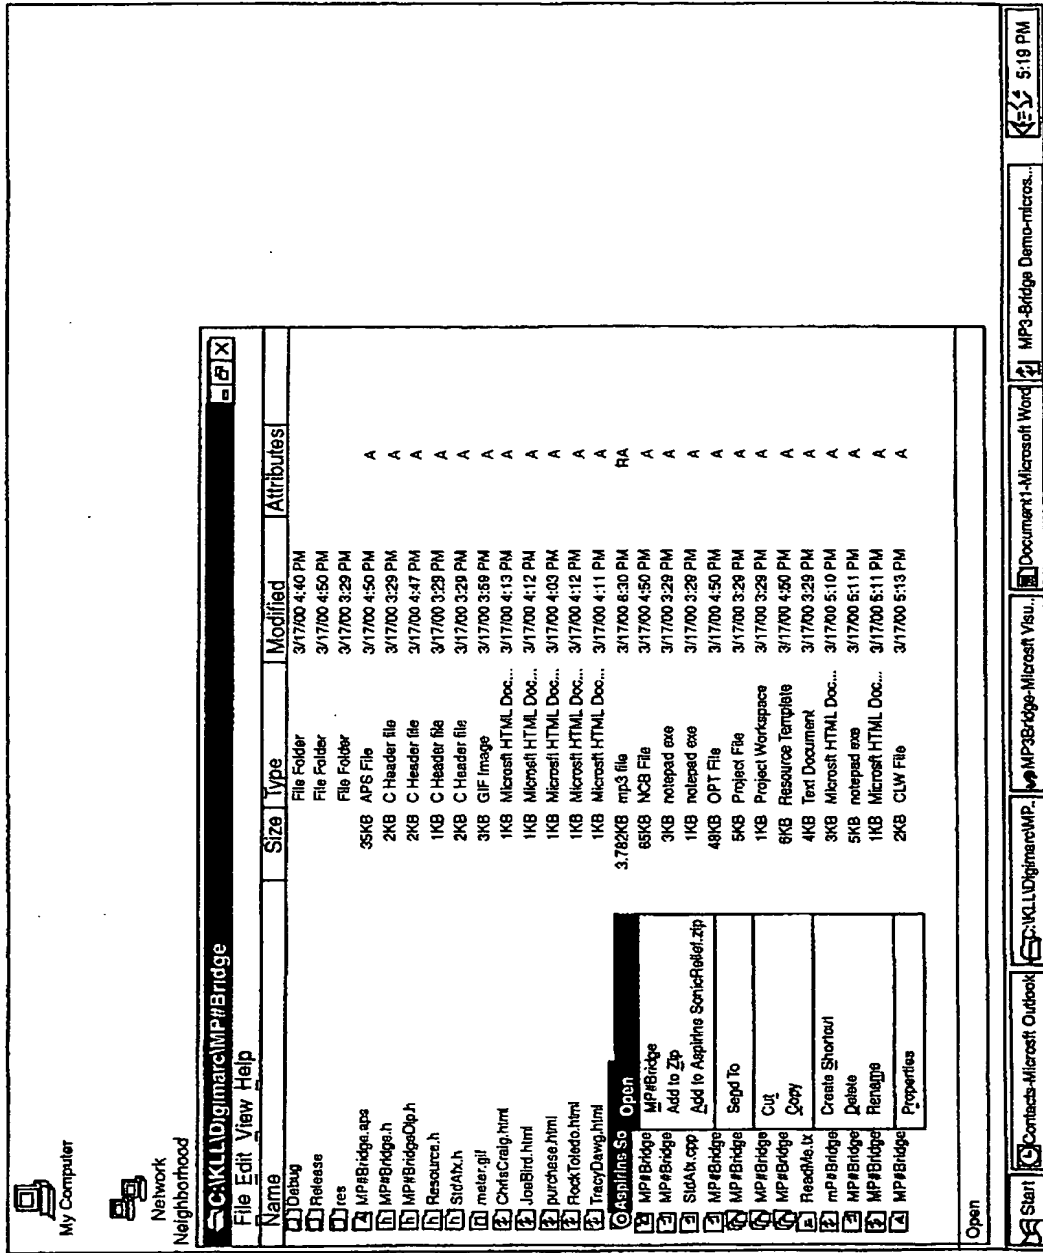 My Computer
Network
Neighborhood
C:\KLL\Digimarc\MP#Bridge
File Edit View Help
Name Size Type Modified Attributes
Debug File Folder 3/17/00 4:40 PM
Release File Folder 3/17/00 4:50 PM
res File Folder 3/17/00 3:29 PM
MP#Bridge.aps 35KB APS File 3/17/00 4:50 PM A
MP#Bridge.h 2KB C Header file 3/17/00 3:29 PM A
MP#BridgeDlp.h 2KB C Header file 3/17/00 4:47 PM A
Resource.h 1KB C Header file 3/17/00 3:29 PM A
StdAfx.h 2KB C Header file 3/17/00 3:29 PM A
meter.gif 3KB GIF Image 3/17/00 3:59 PM A
ChrisCraig.html 1KB Microsft HTML Doc... 3/17/00 4:13 PM A
JoeBird.html 1KB Microsft HTML Doc... 3/17/00 4:12 PM A
purchase.html 1KB Microsft HTML Doc... 3/17/00 4:03 PM A
RockToledo.html 1KB Microsft HTML Doc... 3/17/00 4:12 PM A
TracyDawg.html 1KB Microsft HTML Doc... 3/17/00 4:11 PM A
Aspirins.So Open 3.782KB mp3 file 3/17/00 8:30 PM RA
MP#Bridge MP#Bridge 65KB NCB File 3/17/00 4:50 PM A
MP#Bridge Add to Zip 3KB notepad exe 3/17/00 3:29 PM A
StdAfx.cpp Add to Aspirins SonicRelief.zip 1KB notepad exe 3/17/00 3:29 PM A
MP#Bridge 48KB OPT File 3/17/00 4:50 PM A
MP#Bridge Send To 5KB Project File 3/17/00 3:29 PM A
MP#Bridge 1KB Project Workspace 3/17/00 3:29 PM A
MP#Bridge Cut 6KB Resource Template 3/17/00 4:50 PM A
ReadMe.tx Copy 4KB Text Document 3/17/00 3:29 PM A
mP#Bridge Create Shortcut 3KB Microsft HTML Doc... 3/17/00 5:10 PM A
MP#Bridge Delete 5KB notepad exe 3/17/00 5:11 PM A
MP#Bridge Rename 1KB Microsft HTML Doc... 3/17/00 5:11 PM A
MP#Bridge Properties 2KB CLW File 3/17/00 5:13 PM A
Open
Start Contacts-Microsft Outlook C:\KLL\Digimarc\MP... MP3Bridge-Microsft Visu... Document1-Microsoft Word MP3-Bridge Demo-micros... 5:19 PM